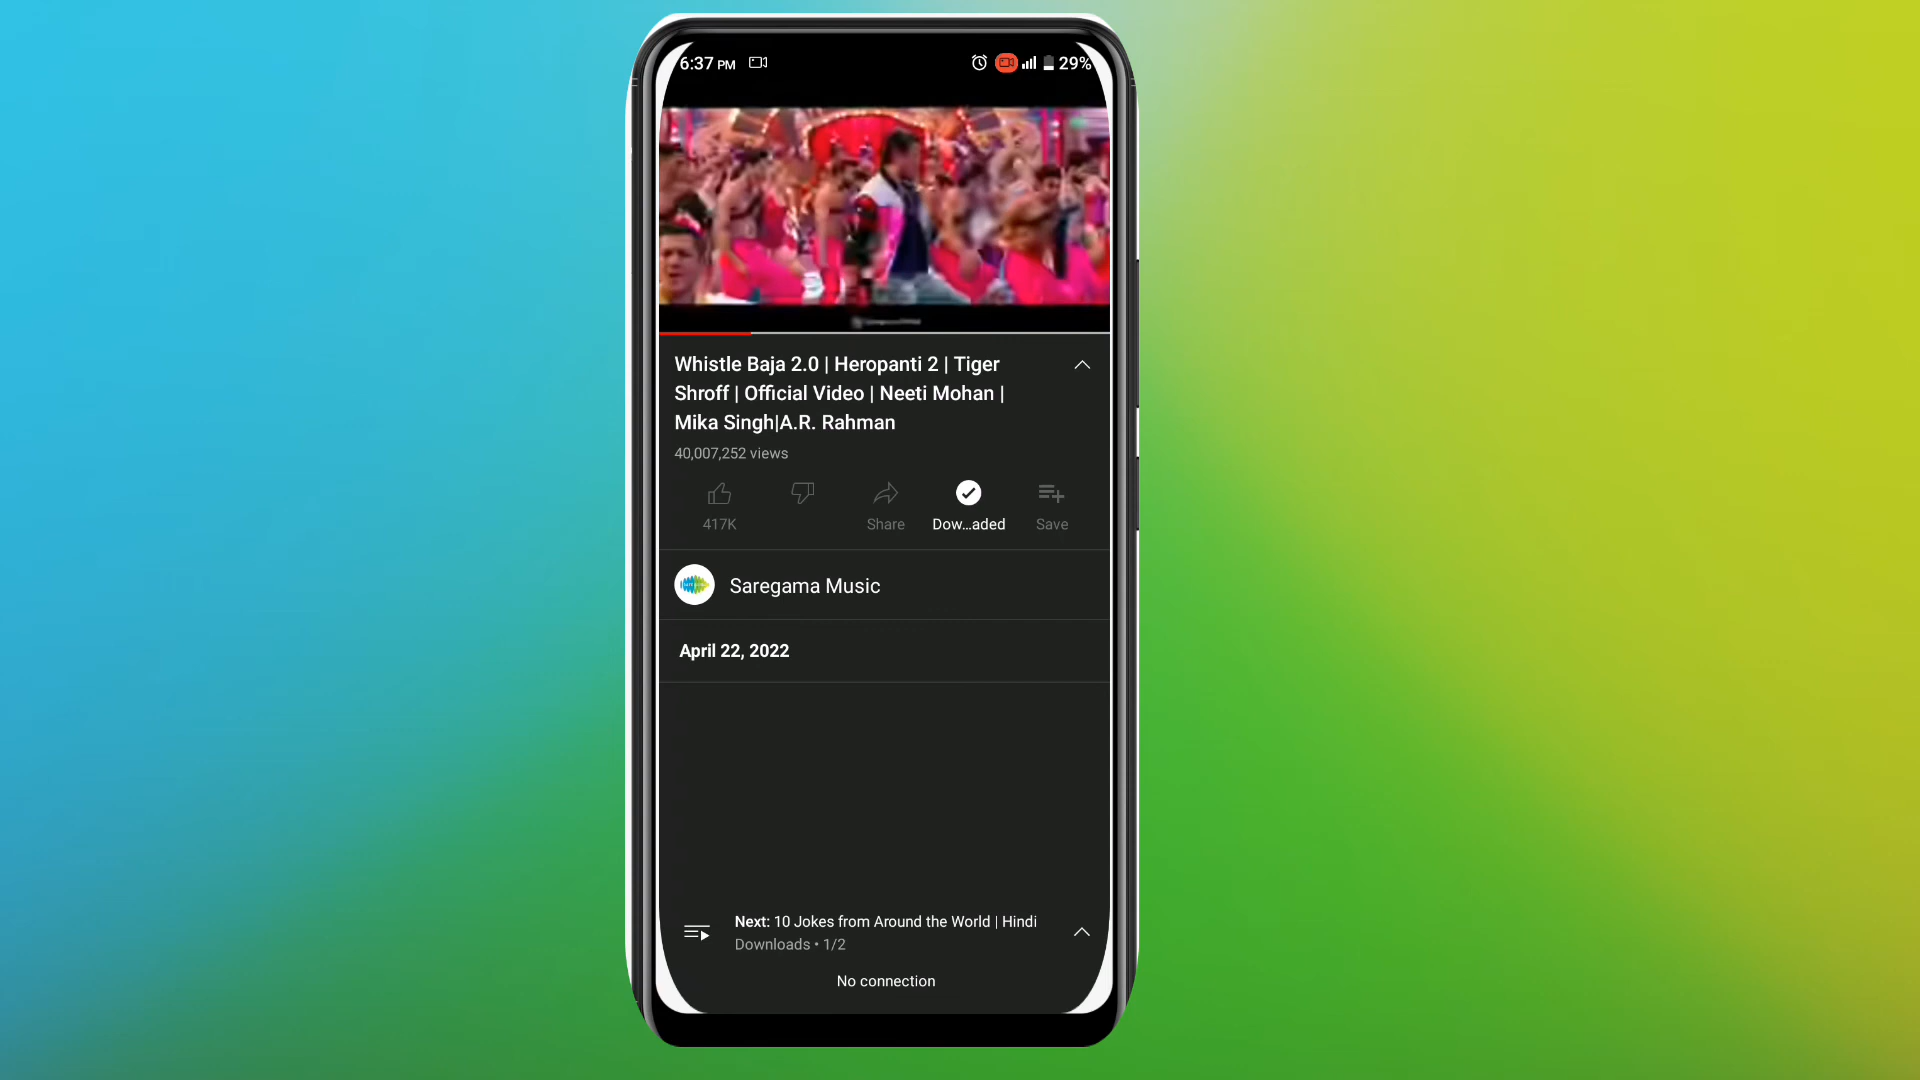 6:37 PM
29%
Whistle Baja 2.0 | Heropanti 2 | Tiger
Shroff | Official Video | Neeti Mohan |
Mika Singh|A.R. Rahman
40,007,252 views
417K
Share
Dow...aded
Save
Saregama Music
April 22, 2022
Next: 10 Jokes from Around the World | Hindi
Downloads • 1/2
No connection